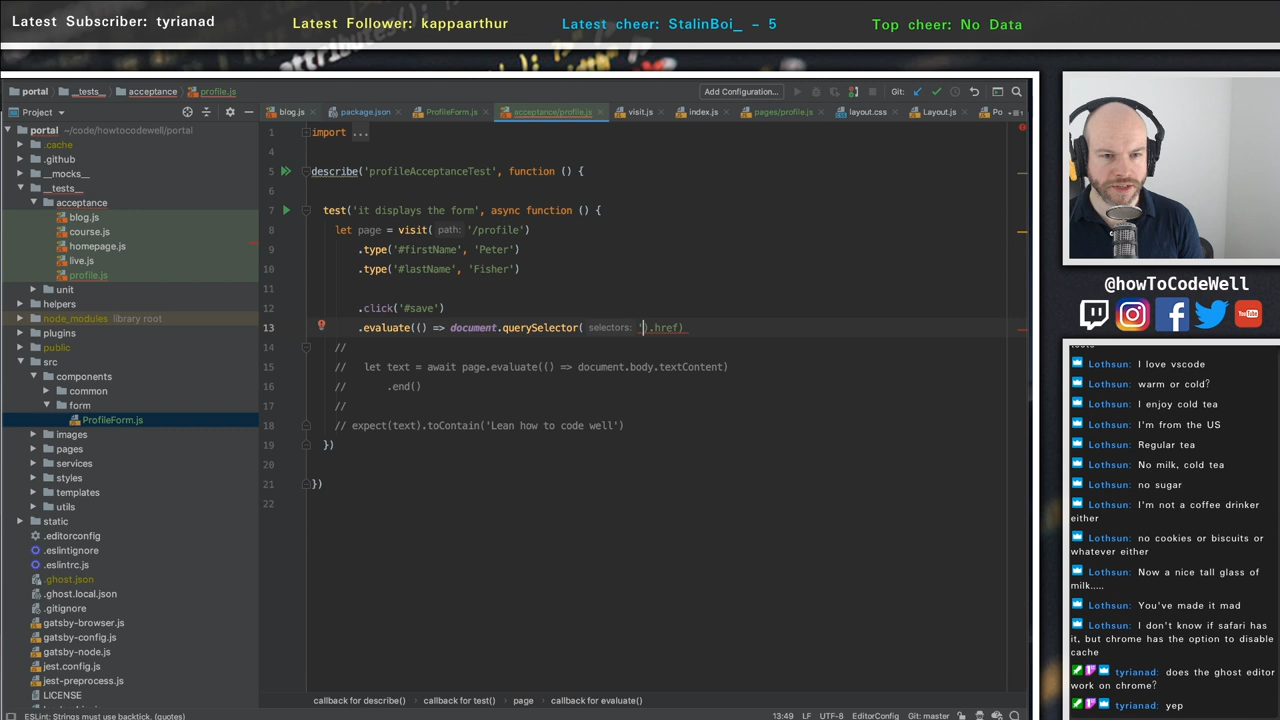 Latest Subscriber: tyrianad
Latest Follower: kappaarthur
Latest cheer: StalinBoi_ - 5
Top cheer: No Data
portal
__tests__
acceptance
profile.js
Add Configuration...
Git:
Project
blog.js
package.json
ProfileForm.js
acceptance/profile.js
visit.js
index.js
pages/profile.js
layout.css
Layout.js
Po
portal ~/code/howtocodewell/portal
.cache
.github
__mocks__
__tests__
acceptance
blog.js
course.js
homepage.js
live.js
profile.js
unit
helpers
node_modules library root
plugins
public
src
components
common
form
ProfileForm.js
images
pages
services
styles
templates
utils
static
.editorconfig
.eslintignore
.eslintrc.js
.ghost.json
.ghost.local.json
.gitignore
gatsby-browser.js
gatsby-config.js
gatsby-node.js
jest.config.js
jest-preprocess.js
LICENSE
1 import ...
4
5 describe('profileAcceptanceTest', function () {
6
7 test('it displays the form', async function () {
8 let page = visit( path: '/profile')
9 .type('#firstName', 'Peter')
10 .type('#lastName', 'Fisher')
11
12 .click('#save')
13 .evaluate(() => document.querySelector( selectors: ').href)
14 //
15 // let text = await page.evaluate(() => document.body.textContent)
16 // .end()
17 //
18 // expect(text).toContain('Lean how to code well')
19 })
20
21 })
22
callback for describe()
callback for test()
page
callback for evaluate()
ESLint: Strings must use backtick. (quotes)
13:49 LF UTF-8 EditorConfig Git: master
@howToCodeWell
You
Lothsun: I love vscode
Lothsun: warm or cold?
Lothsun: I enjoy cold tea
Lothsun: I'm from the US
Lothsun: Regular tea
Lothsun: No milk, cold tea
Lothsun: no sugar
Lothsun: I'm not a coffee drinker
either
Lothsun: no cookies or biscuits or
whatever either
Lothsun: Now a nice tall glass of
milk.....
Lothsun: You've made it mad
Lothsun: I don't know if safari has
it, but chrome has the option to disable
cache
tyrianad: does the ghost editor
work on chrome?
tyrianad: yep